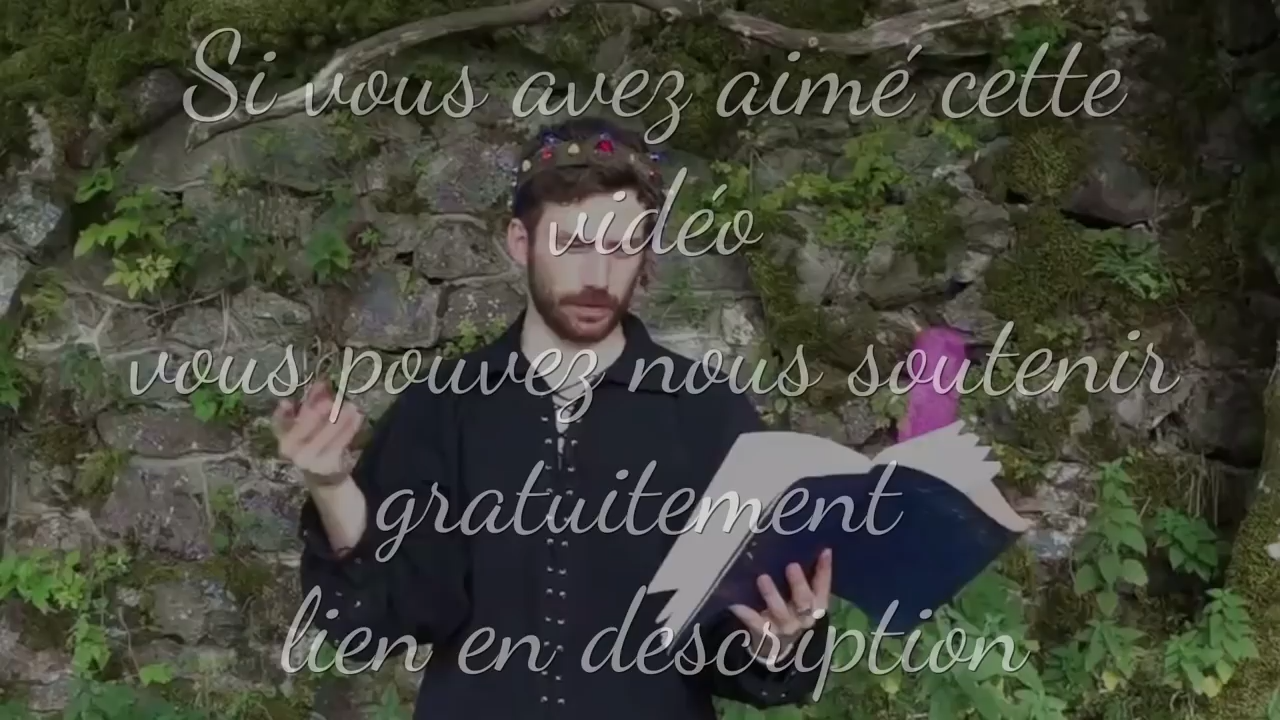 Si vous avez aimé cette
vidéo
vous pouvez nous soutenir
gratuitement
lien en description